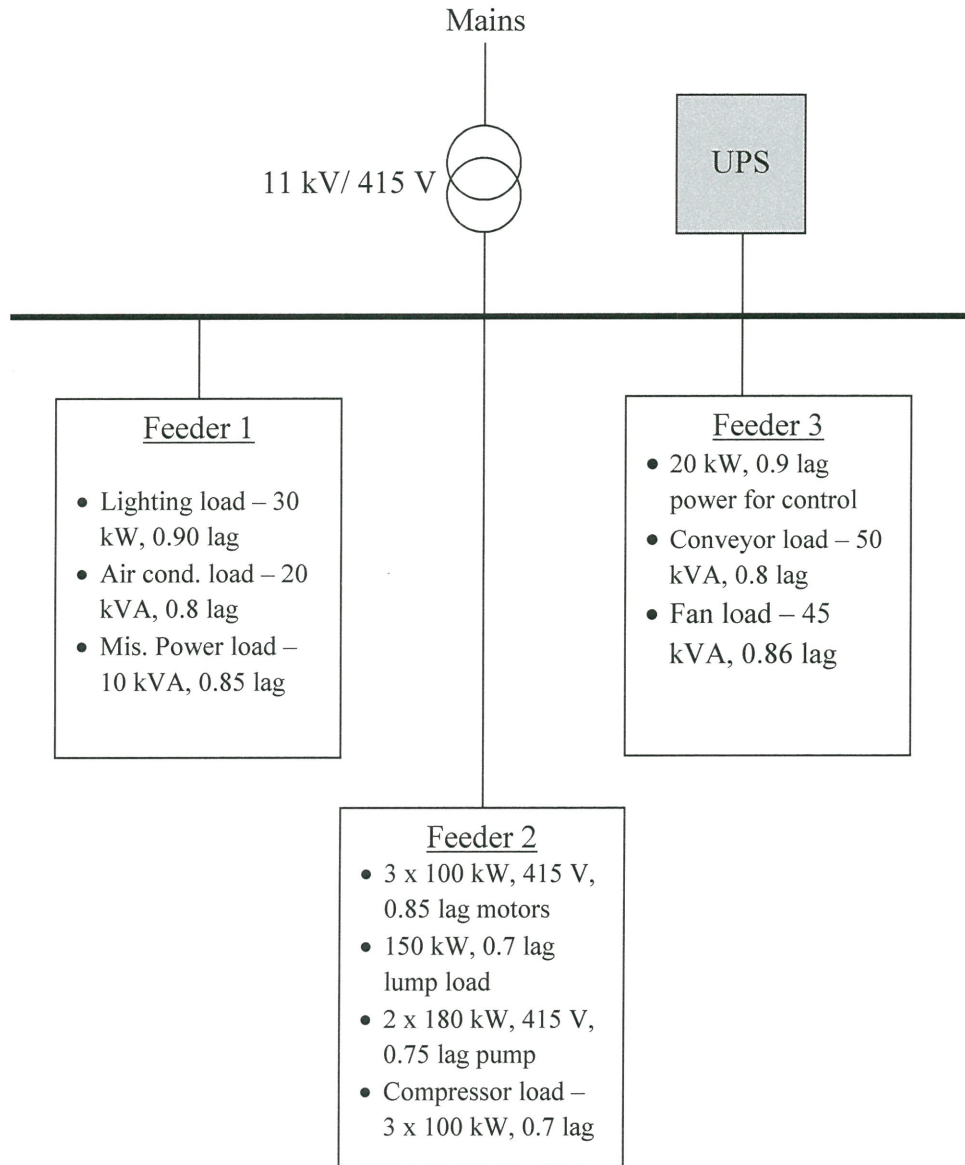 Mains
11 kV/ 415 V
UPS
Feeder 1
• Lighting load – 30
kW, 0.90 lag
• Air cond. load – 20
kVA, 0.8 lag
• Mis. Power load –
10 kVA, 0.85 lag
Feeder 3
• 20 kW, 0.9 lag
power for control
• Conveyor load – 50
kVA, 0.8 lag
• Fan load – 45
kVA, 0.86 lag
Feeder 2
• 3 x 100 kW, 415 V,
0.85 lag motors
• 150 kW, 0.7 lag
lump load
• 2 x 180 kW, 415 V,
0.75 lag pump
• Compressor load –
3 x 100 kW, 0.7 lag